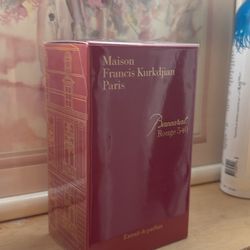 Maison
Francis Kurkdjian
Paris
Baccarat
Rouge 540
Extrait de parfum